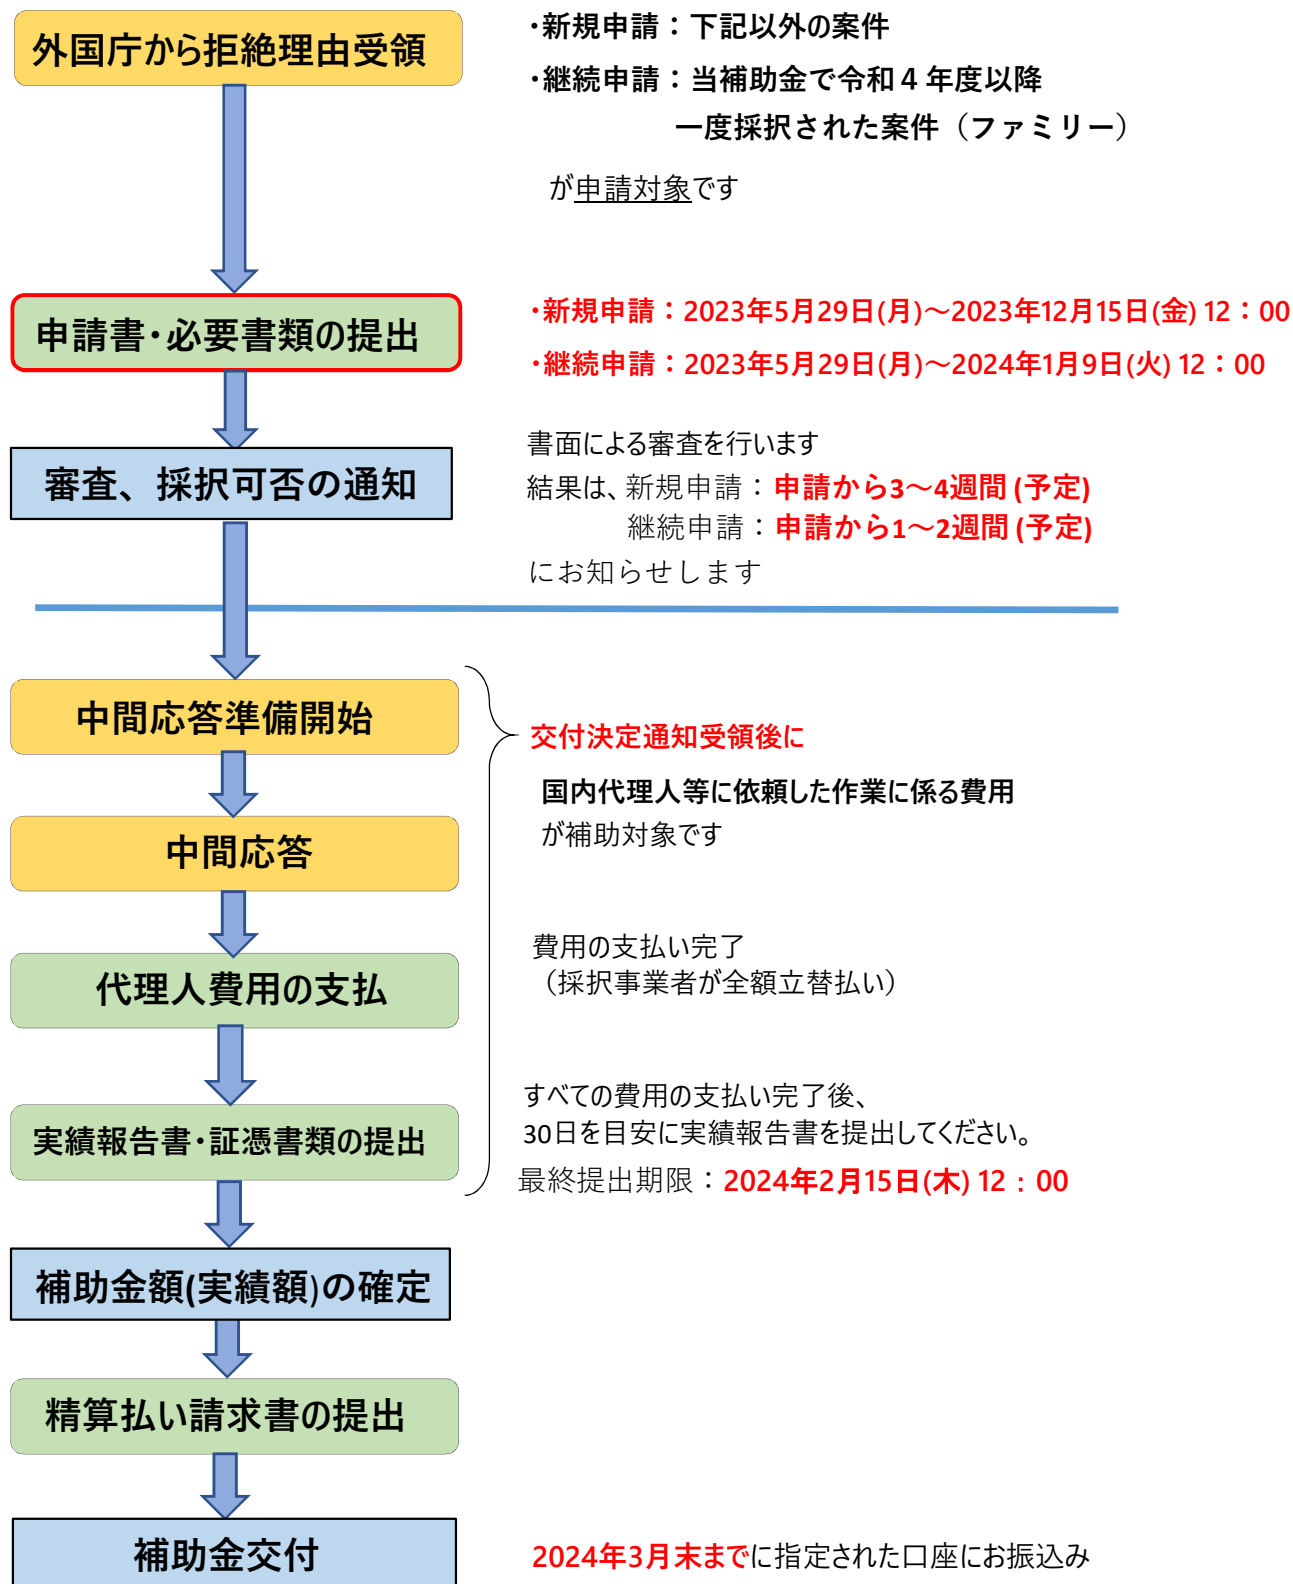 外国庁から拒絶理由受領
・新規申請：下記以外の案件
・継続申請：当補助金で令和４年度以降
一度採択された案件（ファミリー）
が申請対象です
申請書・必要書類の提出
・新規申請：2023年5月29日(月)～2023年12月15日(金) 12：00
・継続申請：2023年5月29日(月)～2024年1月9日(火) 12：00
審査、採択可否の通知
書面による審査を行います
結果は、新規申請：申請から3～4週間 (予定)
継続申請：申請から1～2週間 (予定)
にお知らせします
中間応答準備開始
交付決定通知受領後に
国内代理人等に依頼した作業に係る費用
が補助対象です
中間応答
代理人費用の支払
費用の支払い完了
（採択事業者が全額立替払い）
実績報告書・証憑書類の提出
すべての費用の支払い完了後、
30日を目安に実績報告書を提出してください。
最終提出期限：2024年2月15日(木) 12：00
補助金額(実績額)の確定
精算払い請求書の提出
補助金交付
2024年3月末までに指定された口座にお振込み